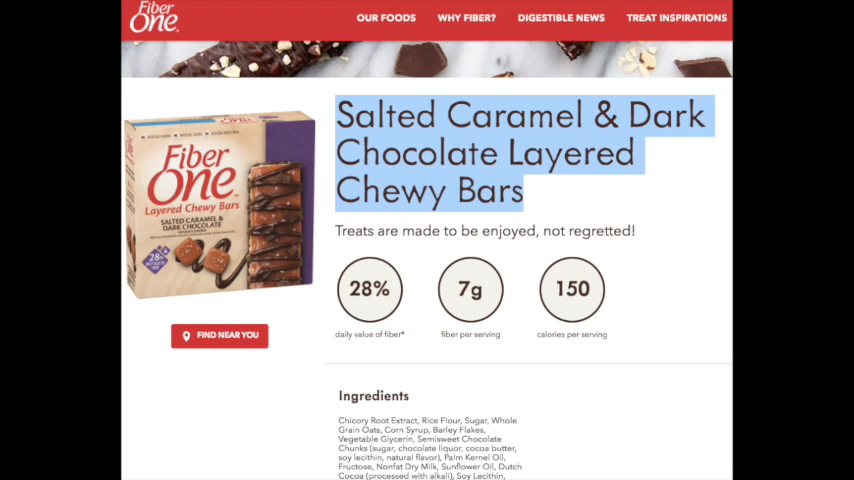 Fiber One
OUR FOODS WHY FIBER? DIGESTIBLE NEWS TREAT INSPIRATIONS
Fiber
One
Layered Chewy Bars
SALTED CARAMEL &
DARK CHOCOLATE
28%
FIND NEAR YOU
Salted Caramel & Dark
Chocolate Layered
Chewy Bars
Treats are made to be enjoyed, not regretted!
28% 7g 150
daily value of fiber* fiber per serving calories per serving
Ingredients
Chicory Root Extract, Rice Flour, Sugar, Whole
Grain Oats, Corn Syrup, Barley Flakes,
Vegetable Glycerin, Semisweet Chocolate
Chunks (sugar, chocolate liquor, cocoa butter,
soy lecithin, natural flavor), Palm Kernel Oil,
Fructose, Nonfat Dry Milk, Sunflower Oil, Dutch
Cocoa (processed with alkali), Soy Lecithin,